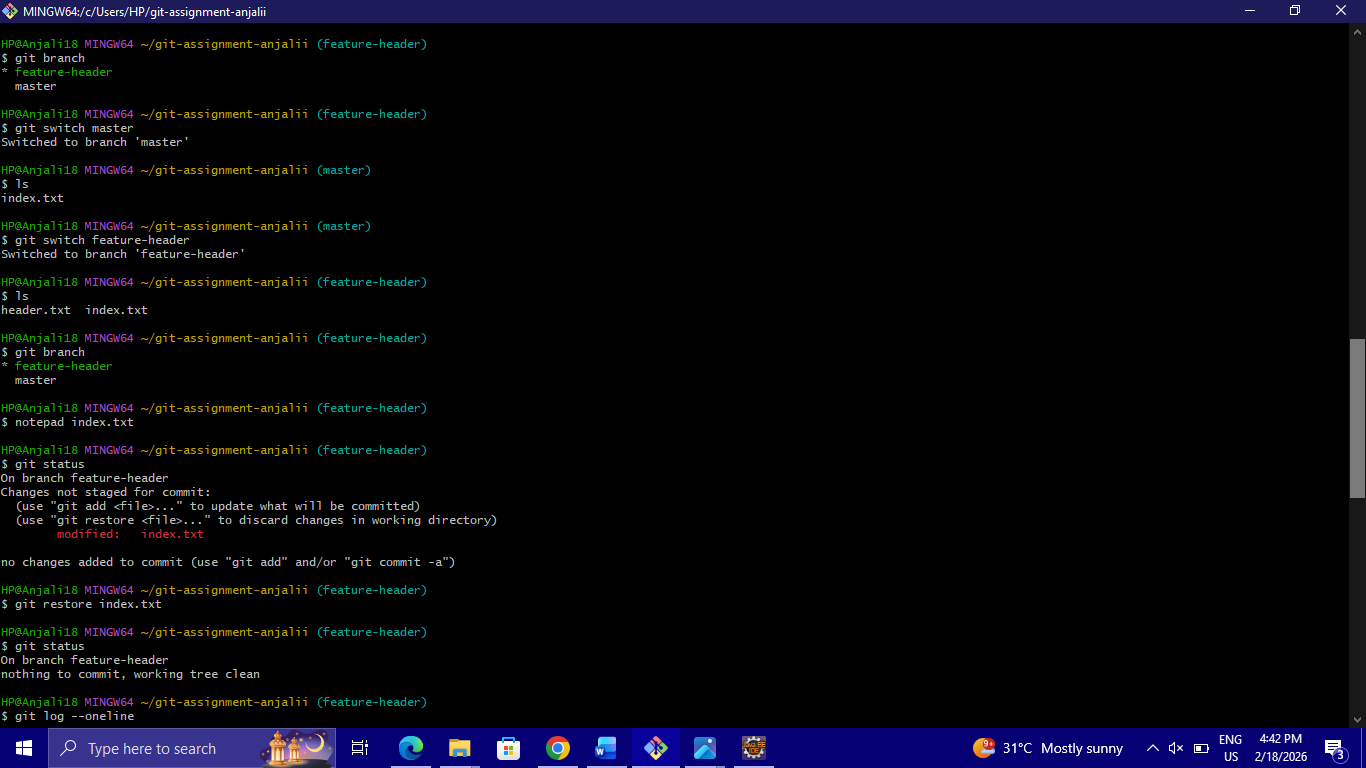 MINGW64:/c/Users/HP/git-assignment-anjalii
HP@Anjali18 MINGW64 ~/git-assignment-anjalii (feature-header)
$ git branch
* feature-header
  master
HP@Anjali18 MINGW64 ~/git-assignment-anjalii (feature-header)
$ git switch master
Switched to branch 'master'
HP@Anjali18 MINGW64 ~/git-assignment-anjalii (master)
$ ls
index.txt
HP@Anjali18 MINGW64 ~/git-assignment-anjalii (master)
$ git switch feature-header
Switched to branch 'feature-header'
HP@Anjali18 MINGW64 ~/git-assignment-anjalii (feature-header)
$ ls
header.txt  index.txt
HP@Anjali18 MINGW64 ~/git-assignment-anjalii (feature-header)
$ git branch
* feature-header
  master
HP@Anjali18 MINGW64 ~/git-assignment-anjalii (feature-header)
$ notepad index.txt
HP@Anjali18 MINGW64 ~/git-assignment-anjalii (feature-header)
$ git status
On branch feature-header
Changes not staged for commit:
  (use "git add <file>..." to update what will be committed)
  (use "git restore <file>..." to discard changes in working directory)
        modified:   index.txt
no changes added to commit (use "git add" and/or "git commit -a")
HP@Anjali18 MINGW64 ~/git-assignment-anjalii (feature-header)
$ git restore index.txt
HP@Anjali18 MINGW64 ~/git-assignment-anjalii (feature-header)
$ git status
On branch feature-header
nothing to commit, working tree clean
HP@Anjali18 MINGW64 ~/git-assignment-anjalii (feature-header)
$ git log --oneline
Type here to search
31°C Mostly sunny
ENG
US
4:42 PM
2/18/2026
3